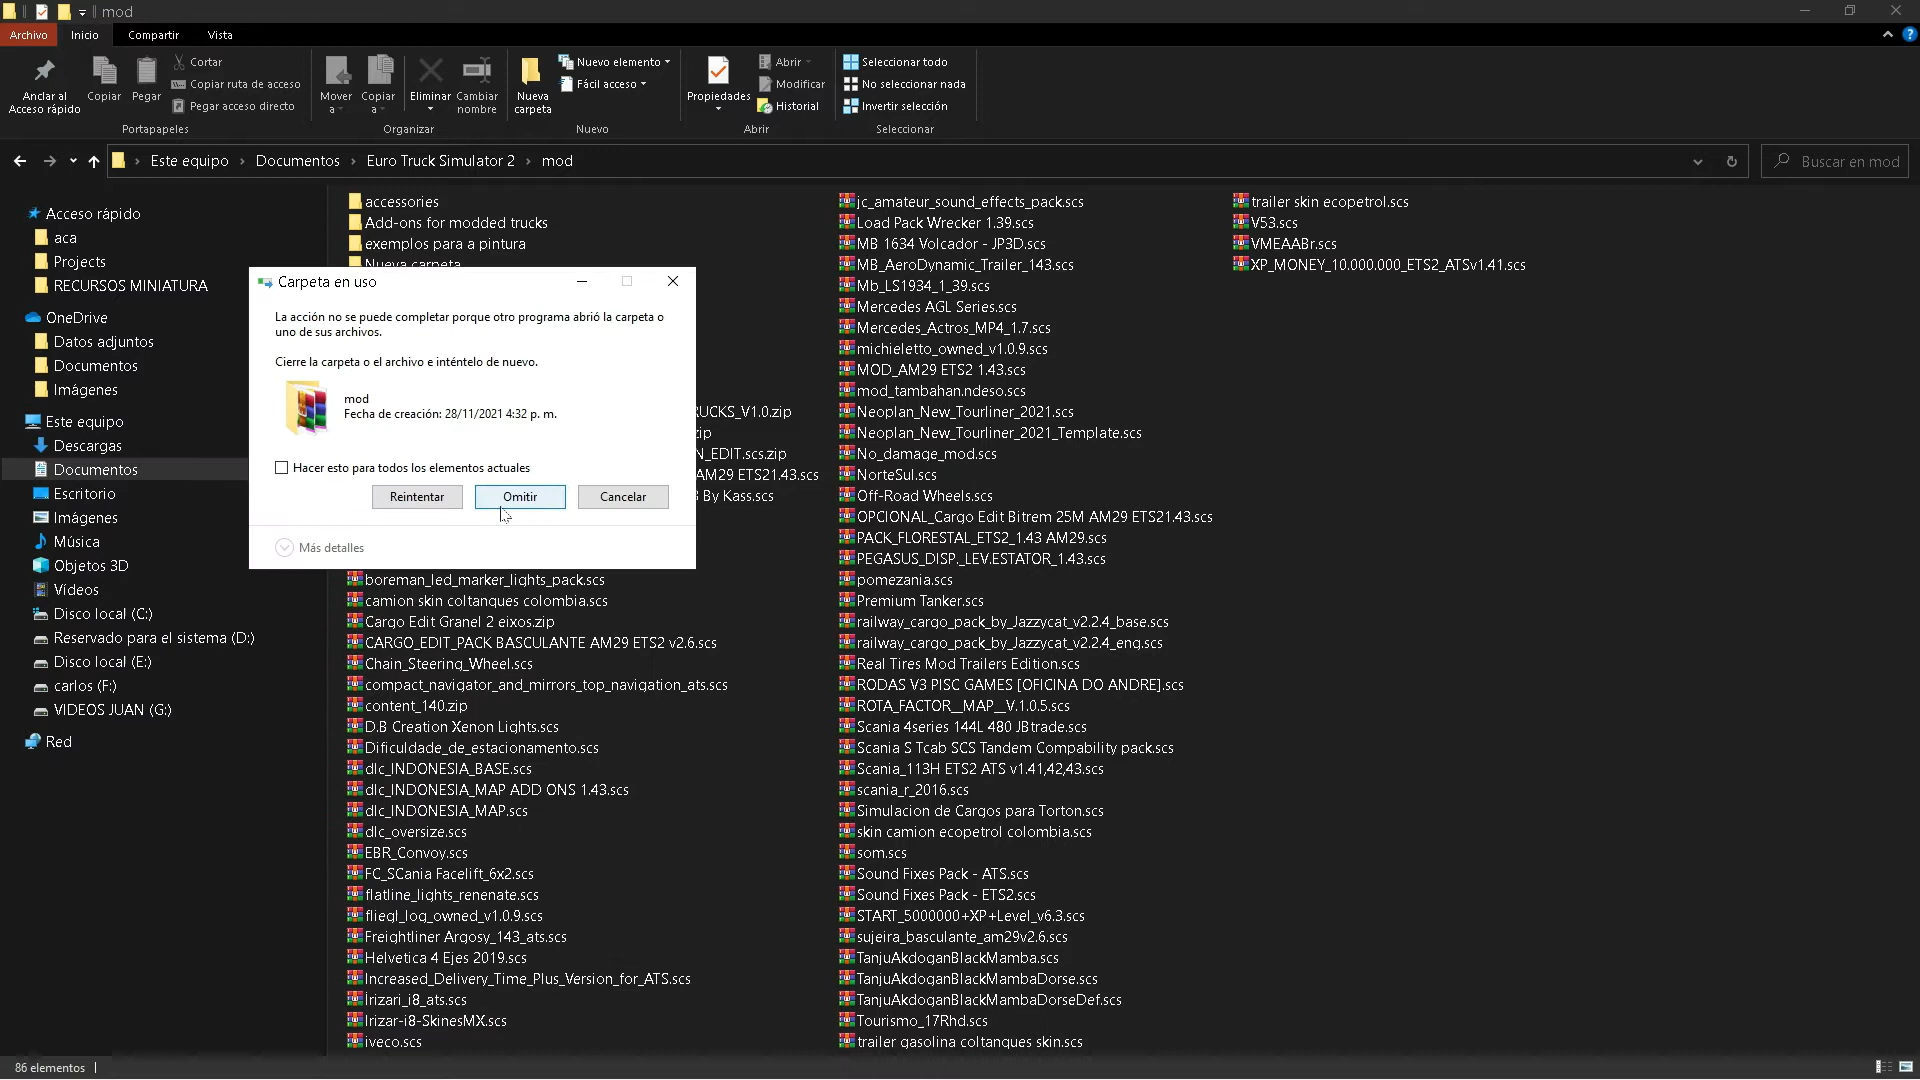 mod
Archivo
Inicio
Compartir
Vista
Anclar al
Acceso rápido
Copiar
Pegar
Cortar
Copiar ruta de acceso
Pegar acceso directo
Portapapeles
Mover
a
Copiar
a
Eliminar
Cambiar
nombre
Organizar
Nueva
carpeta
Nuevo elemento
Fácil acceso
Nuevo
Propiedades
Abrir
Modificar
Historial
Abrir
Seleccionar todo
No seleccionar nada
Invertir selección
Seleccionar
Este equipo › Documentos › Euro Truck Simulator 2 › mod
Buscar en mod
Acceso rápido
aca
Projects
RECURSOS MINIATURA
OneDrive
Datos adjuntos
Documentos
Imágenes
Este equipo
Descargas
Documentos
Escritorio
Imágenes
Música
Objetos 3D
Vídeos
Disco local (C:)
Reservado para el sistema (D:)
Disco local (E:)
carlos (F:)
VIDEOS JUAN (G:)
Red
accessories
Add-ons for modded trucks
exemplos para a pintura
Nueva carpeta
Carpeta en uso
La acción no se puede completar porque otro programa abrió la carpeta o
uno de sus archivos.
Cierre la carpeta o el archivo e inténtelo de nuevo.
mod
Fecha de creación: 28/11/2021 4:32 p. m.
Hacer esto para todos los elementos actuales
Reintentar
Omitir
Cancelar
Más detalles
RUCKS_V1.0.zip
zip
N_EDIT.scs.zip
AM29 ETS21.43.scs
By Kass.scs
boreman_led_marker_lights_pack.scs
camion skin coltanques colombia.scs
Cargo Edit Granel 2 eixos.zip
CARGO_EDIT_PACK BASCULANTE AM29 ETS2 v2.6.scs
Chain_Steering_Wheel.scs
compact_navigator_and_mirrors_top_navigation_ats.scs
content_140.zip
D.B Creation Xenon Lights.scs
Dificuldade_de_estacionamento.scs
dlc_INDONESIA_BASE.scs
dlc_INDONESIA_MAP ADD ONS 1.43.scs
dlc_INDONESIA_MAP.scs
dlc_oversize.scs
EBR_Convoy.scs
FC_SCania Facelift_6x2.scs
flatline_lights_renenate.scs
fliegl_log_owned_v1.0.9.scs
Freightliner Argosy_143_ats.scs
Helvetica 4 Ejes 2019.scs
Increased_Delivery_Time_Plus_Version_for_ATS.scs
İrizari_i8_ats.scs
Irizar-i8-SkinesMX.scs
iveco.scs
jc_amateur_sound_effects_pack.scs
Load Pack Wrecker 1.39.scs
MB 1634 Volcador - JP3D.scs
MB_AeroDynamic_Trailer_143.scs
Mb_LS1934_1_39.scs
Mercedes AGL Series.scs
Mercedes_Actros_MP4_1.7.scs
michieletto_owned_v1.0.9.scs
MOD_AM29 ETS2 1.43.scs
mod_tambahan.ndeso.scs
Neoplan_New_Tourliner_2021.scs
Neoplan_New_Tourliner_2021_Template.scs
No_damage_mod.scs
NorteSul.scs
Off-Road Wheels.scs
OPCIONAL_Cargo Edit Bitrem 25M AM29 ETS21.43.scs
PACK_FLORESTAL_ETS2_1.43 AM29.scs
PEGASUS_DISP._LEV.ESTATOR_1.43.scs
pomezania.scs
Premium Tanker.scs
railway_cargo_pack_by_Jazzycat_v2.2.4_base.scs
railway_cargo_pack_by_Jazzycat_v2.2.4_eng.scs
Real Tires Mod Trailers Edition.scs
RODAS V3 PISC GAMES [OFICINA DO ANDRE].scs
ROTA_FACTOR__MAP__V.1.0.5.scs
Scania 4series 144L 480 JBtrade.scs
Scania S Tcab SCS Tandem Compability pack.scs
Scania_113H ETS2 ATS v1.41,42,43.scs
scania_r_2016.scs
Simulacion de Cargos para Torton.scs
skin camion ecopetrol colombia.scs
som.scs
Sound Fixes Pack - ATS.scs
Sound Fixes Pack - ETS2.scs
START_5000000+XP+Level_v6.3.scs
sujeira_basculante_am29v2.6.scs
TanjuAkdoganBlackMamba.scs
TanjuAkdoganBlackMambaDorse.scs
TanjuAkdoganBlackMambaDorseDef.scs
Tourismo_17Rhd.scs
trailer gasolina coltanques skin.scs
trailer skin ecopetrol.scs
V53.scs
VMEAABr.scs
XP_MONEY_10.000.000_ETS2_ATSv1.41.scs
86 elementos